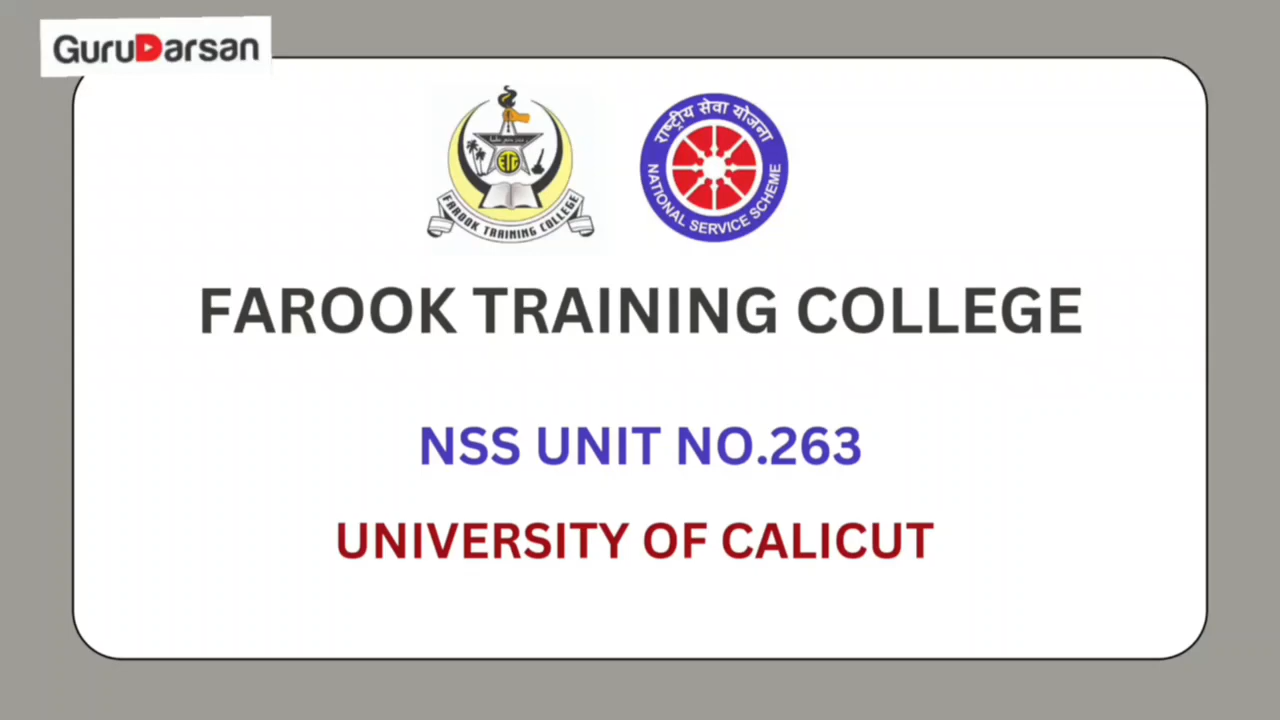 GuruDarsan
FAROOK TRAINING COLLEGE
राष्ट्रीय सेवा योजना
NATIONAL SERVICE SCHEME
FAROOK TRAINING COLLEGE
NSS UNIT NO.263
UNIVERSITY OF CALICUT